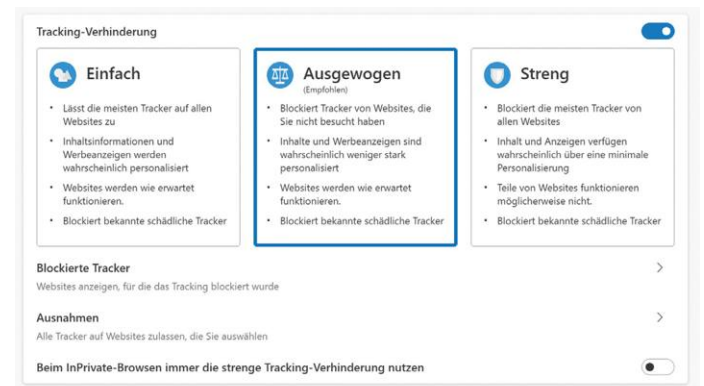 Tracking-Verhinderung
Einfach
• Lässt die meisten Tracker auf allen
Websites zu
• Inhaltsinformationen und
Werbeanzeigen werden
wahrscheinlich personalisiert
• Websites werden wie erwartet
funktionieren.
• Blockiert bekannte schädliche Tracker
Ausgewogen
(Empfohlen)
• Blockiert Tracker von Websites, die
Sie nicht besucht haben
• Inhalte und Werbeanzeigen sind
wahrscheinlich weniger stark
personalisiert
• Websites werden wie erwartet
funktionieren.
• Blockiert bekannte schädliche Tracker
Streng
• Blockiert die meisten Tracker von
allen Websites
• Inhalt und Anzeigen verfügen
wahrscheinlich über eine minimale
Personalisierung
• Teile von Websites funktionieren
möglicherweise nicht.
• Blockiert bekannte schädliche Tracker
Blockierte Tracker
Websites anzeigen, für die das Tracking blockiert wurde
Ausnahmen
Alle Tracker auf Websites zulassen, die Sie auswählen
Beim InPrivate-Browsen immer die strenge Tracking-Verhinderung nutzen